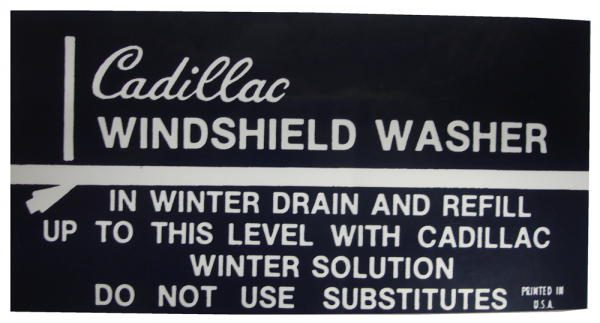 Cadillac
WINDSHIELD WASHER
IN WINTER DRAIN AND REFILL
UP TO THIS LEVEL WITH CADILLAC
WINTER SOLUTION
DO NOT USE SUBSTITUTES
PRINTED IN
U.S.A.